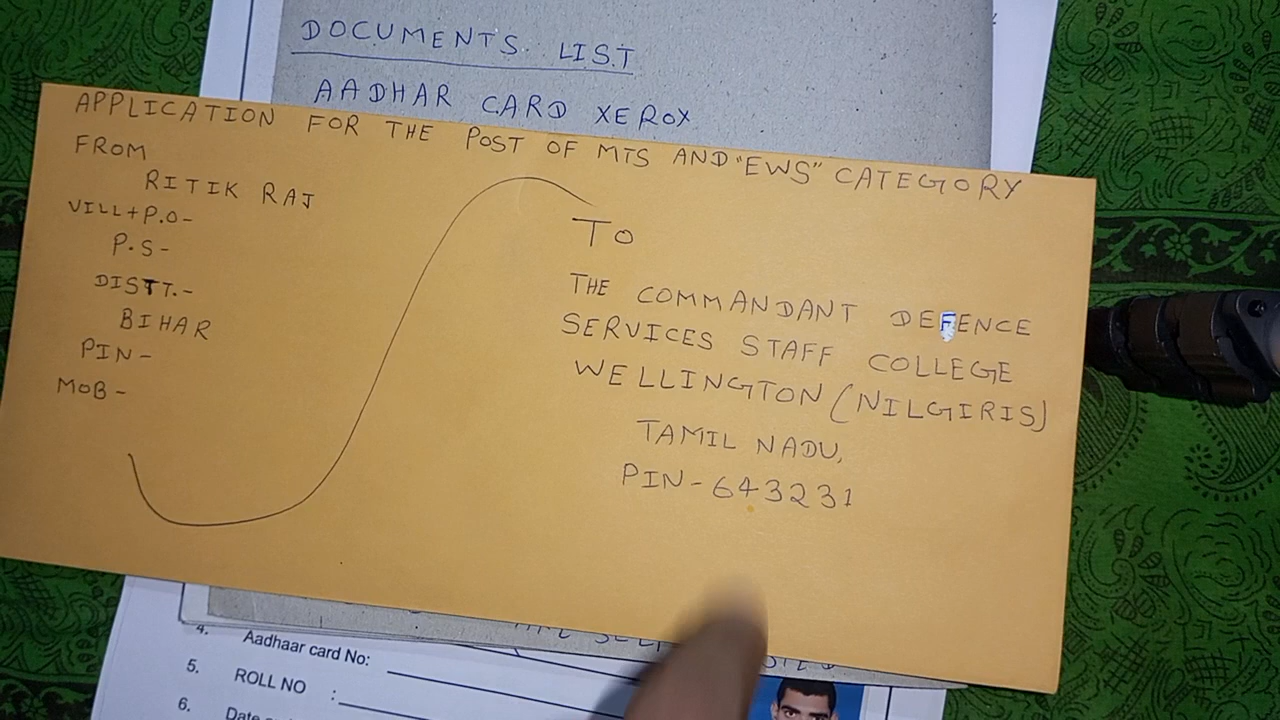 DOCUMENTS LIST
AADHAR CARD XEROX
APPLICATION FOR THE POST OF MTS AND "EWS" CATEGORY
FROM
RITIK RAJ
VILL+P.O-
P.S-
DISTT.-
BIHAR
PIN-
MOB-
TO
THE COMMANDANT DEFENCE
SERVICES STAFF COLLEGE
WELLINGTON (NILGIRIS)
TAMIL NADU,
PIN-643231
4. Aadhaar card No:
5. ROLL NO :
6. Date